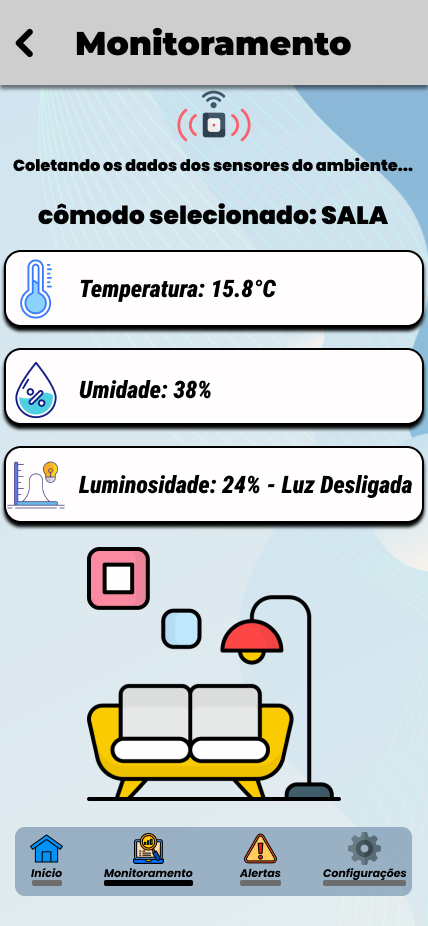 Monitoramento
Coletando os dados dos sensores do ambiente...
cômodo selecionado: SALA
Temperatura: 15.8°C
Umidade: 38%
Luminosidade: 24% - Luz Desligada
Início
Monitoramento
Alertas
Configurações